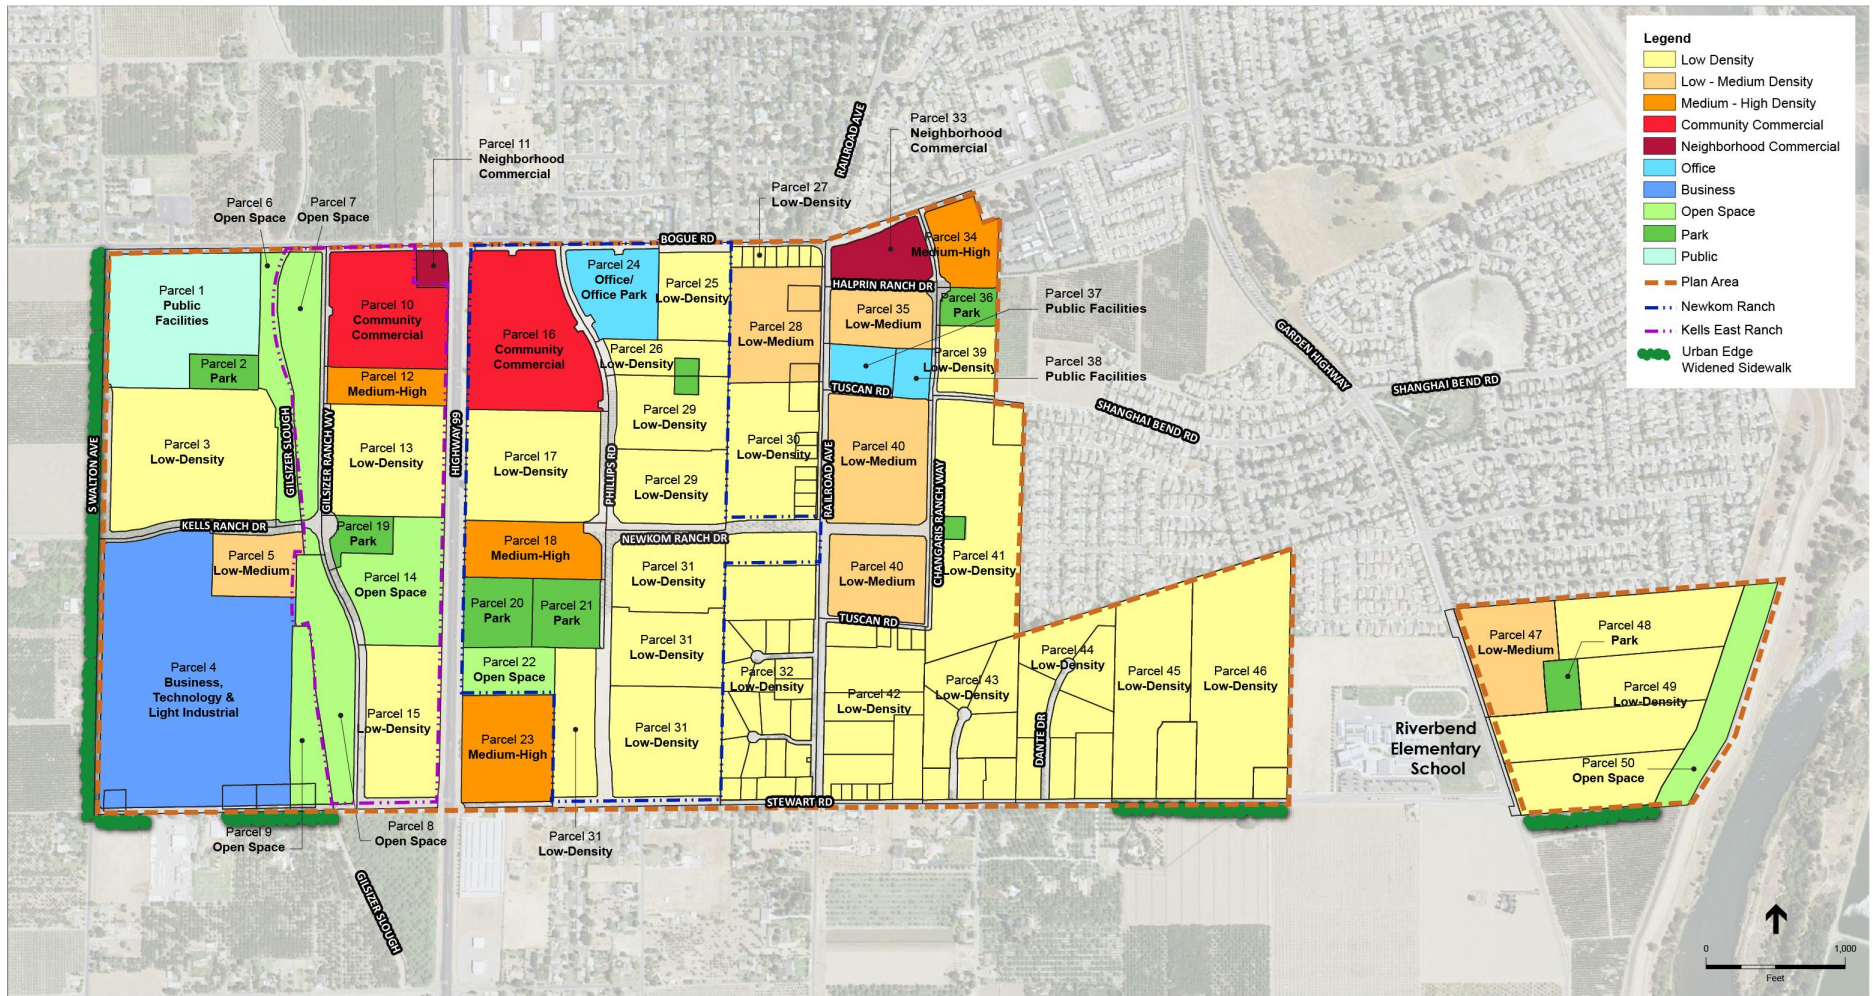 Legend
Low Density
Low - Medium Density
Medium - High Density
Community Commercial
Neighborhood Commercial
Office
Business
Open Space
Park
Public
Plan Area
Newkom Ranch
Kells East Ranch
Urban Edge
Widened Sidewalk
RAILROAD AVE
Parcel 33
Neighborhood
Commercial
Parcel 11
Neighborhood
Commercial
Parcel 27
Low-Density
Parcel 6
Open Space
Parcel 7
Open Space
BOGUE RD
Parcel 34
Medium-High
Parcel 1
Public
Facilities
Parcel 10
Community
Commercial
Parcel 24
Office/
Office Park
Parcel 25
Low-Density
HALPRIN RANCH DR
Parcel 36
Park
Parcel 37
Public Facilities
Parcel 16
Community
Commercial
Parcel 28
Low-Medium
Parcel 35
Low-Medium
GARDEN HIGHWAY
Parcel 2
Park
Parcel 12
Medium-High
Parcel 26
Low-Density
Parcel 39
Low-Density
Parcel 38
Public Facilities
TUSCAN RD
SHANGHAI BEND RD
SHANGHAI BEND RD
S WALTON AVE
Parcel 3
Low-Density
GILSIZER SLOUGH
GILSIZER RANCH WY
Parcel 13
Low-Density
HIGHWAY 99
Parcel 17
Low-Density
PHILLIPS RD
Parcel 29
Low-Density
Parcel 29
Low-Density
Parcel 30
Low-Density
RAILROAD AVE
Parcel 40
Low-Medium
CHANGARIS RANCH WAY
KELLS RANCH DR
Parcel 19
Park
Parcel 5
Low-Medium
Parcel 14
Open Space
Parcel 18
Medium-High
NEWKOM RANCH DR
Parcel 31
Low-Density
Parcel 40
Low-Medium
Parcel 41
Low-Density
Parcel 20
Park
Parcel 21
Park
TUSCAN RD
Parcel 4
Business,
Technology &
Light Industrial
Parcel 22
Open Space
Parcel 31
Low-Density
Parcel 32
Low-Density
Parcel 42
Low-Density
Parcel 43
Low-Density
Parcel 44
Low-Density
Parcel 45
Low-Density
Parcel 46
Low-Density
Parcel 47
Low-Medium
Parcel 48
Park
Parcel 49
Low-Density
Parcel 15
Low-Density
Parcel 23
Medium-High
Parcel 31
Low-Density
DANTE DR
Riverbend
Elementary
School
Parcel 50
Open Space
STEWART RD
Parcel 9
Open Space
Parcel 8
Open Space
Parcel 31
Low-Density
GILSIZER SLOUGH
0
1,000
Feet